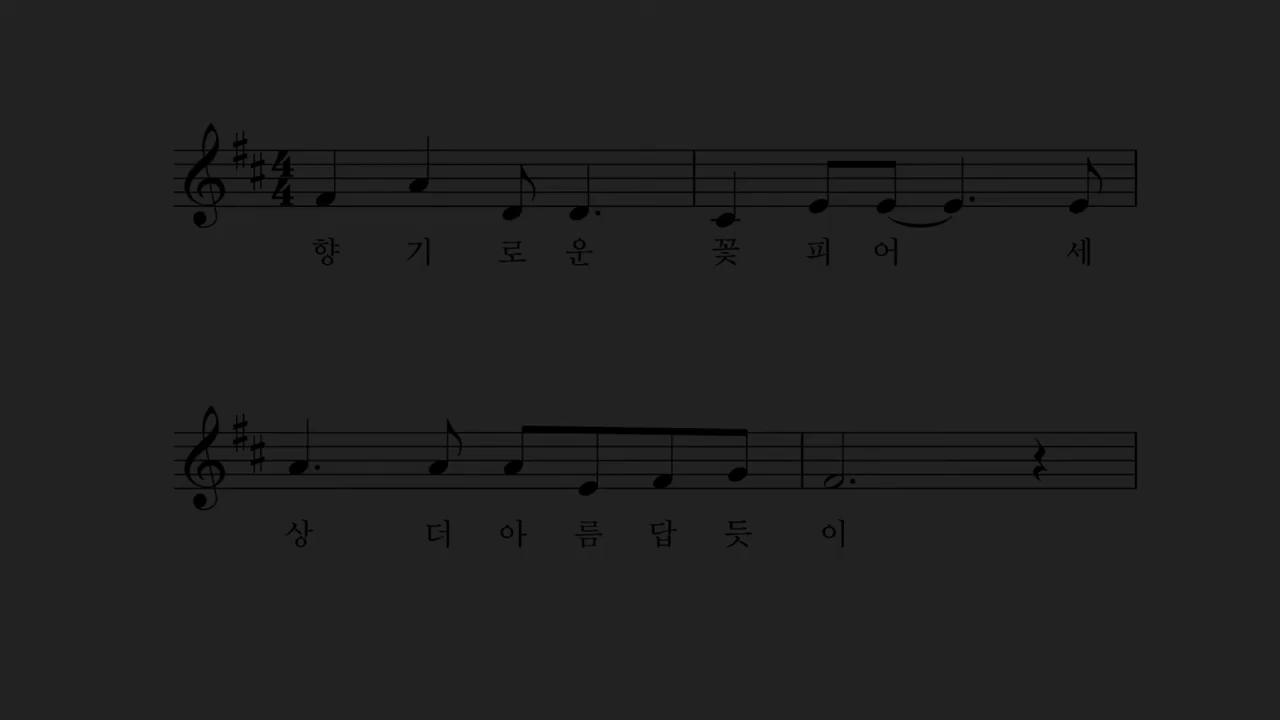 향 기 로 운 꽃 피 어 세
상 더 아 름 답 듯 이